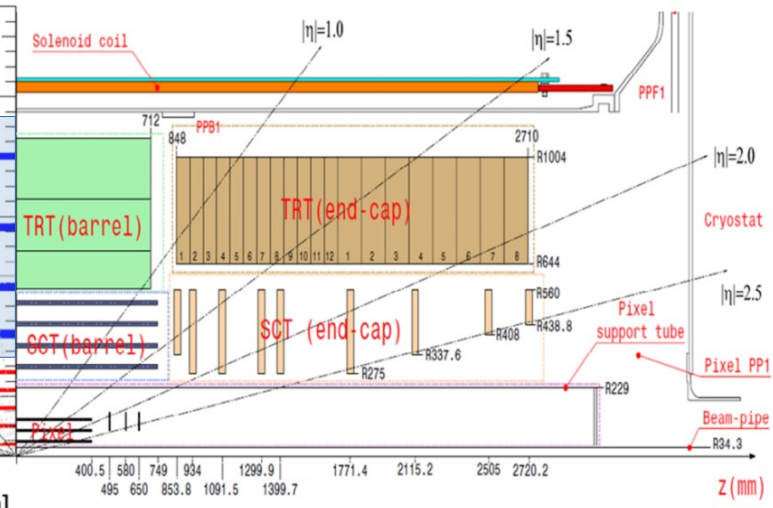 |η|=1.0
Solenoid coil
|η|=1.5
PPF1
712
PPB1
848
2710
R1004
|η|=2.0
TRT(barrel)
TRT(end-cap)
Cryostat
1 2 3 4 5 6 7 8 9 10 11 12 1 2 3 4 5 6 7 8
R644
|η|=2.5
R560
Pixel
support tube
R438.8
SCT(barrel)
SCT (end-cap)
R408
R337.6
R275
Pixel PP1
R229
Pixel
Beam-pipe
R34.3
400.5 580 749 934 1299.9 1771.4 2115.2 2505 2720.2
495 650 853.8 1091.5 1399.7
z(mm)